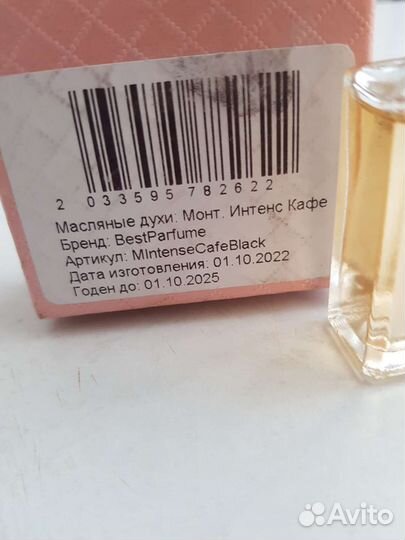 2 033595 782622
Масляные духи: Монт. Интенс Кафе
Бренд: BestParfume
Артикул: MIntenseCafeBlack
Дата изготовления: 01.10.2022
Годен до: 01.10.2025
Avito